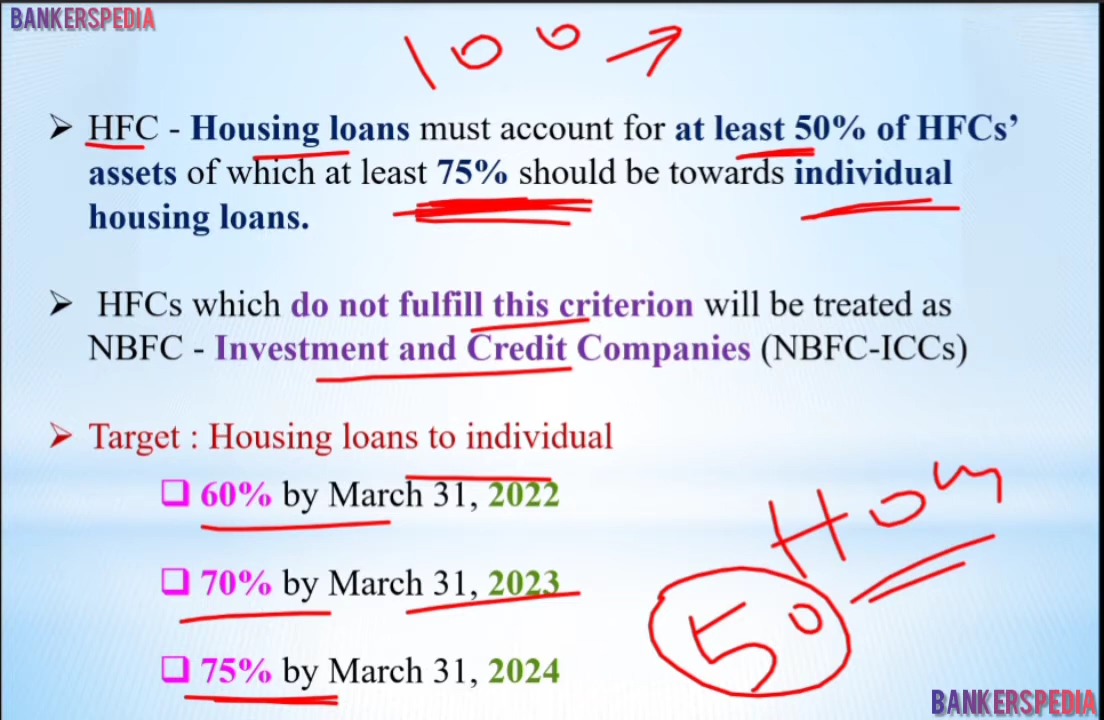 BANKERSPEDIA
100
➢ HFC - Housing loans must account for at least 50% of HFCs’
assets of which at least 75% should be towards individual
housing loans.
➢ HFCs which do not fulfill this criterion will be treated as
NBFC - Investment and Credit Companies (NBFC-ICCs)
➢ Target : Housing loans to individual
❑ 60% by March 31, 2022
❑ 70% by March 31, 2023
❑ 75% by March 31, 2024
50
BANKERSPEDIA